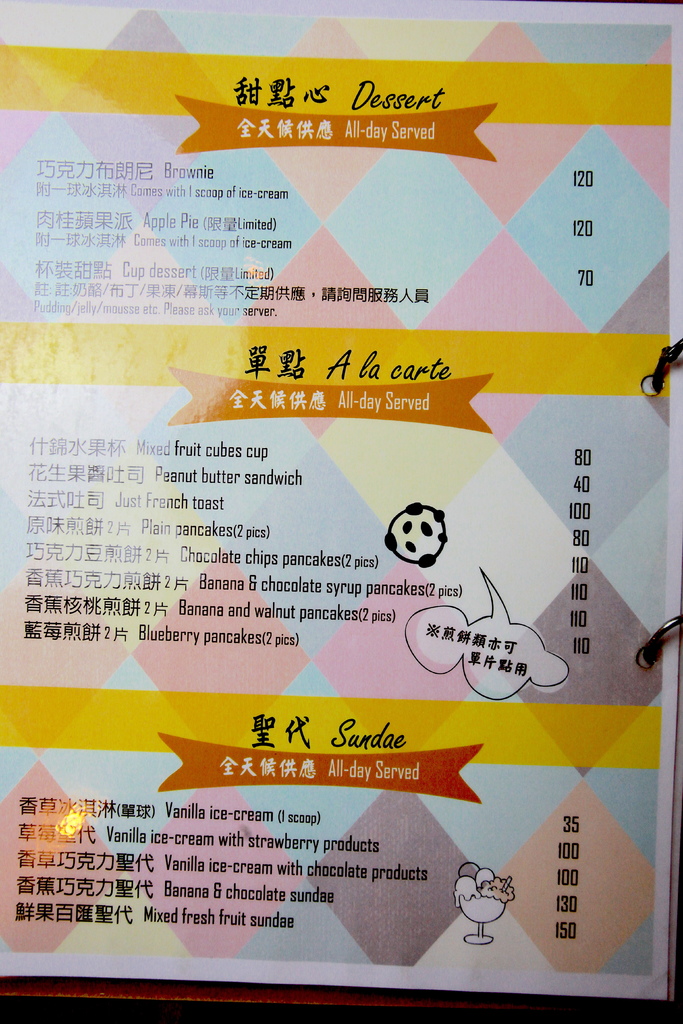 甜點心 Dessert
全天候供應 All-day Served
巧克力布朗尼 Brownie 120
附一球冰淇淋 Comes with 1 scoop of ice-cream
肉桂蘋果派 Apple Pie (限量Limited) 120
附一球冰淇淋 Comes with 1 scoop of ice-cream
杯裝甜點 Cup dessert (限量Limited) 70
註: 註:奶酪/布丁/果凍/幕斯等不定期供應，請詢問服務人員
Pudding/jelly/mousse etc. Please ask your server.
單點 A la carte
全天候供應 All-day Served
什錦水果杯 Mixed fruit cubes cup 80
花生果醬吐司 Peanut butter sandwich 40
法式吐司 Just French toast 100
原味煎餅2片 Plain pancakes(2 pics) 80
巧克力豆煎餅2片 Chocolate chips pancakes(2 pics) 110
香蕉巧克力煎餅2片 Banana & chocolate syrup pancakes(2 pics) 110
香蕉核桃煎餅2片 Banana and walnut pancakes(2 pics) 110
藍莓煎餅2片 Blueberry pancakes(2 pics) 110
※煎餅類亦可
單片點用
聖代 Sundae
全天候供應 All-day Served
香草冰淇淋(單球) Vanilla ice-cream (1 scoop) 35
草莓聖代 Vanilla ice-cream with strawberry products 100
香草巧克力聖代 Vanilla ice-cream with chocolate products 100
香蕉巧克力聖代 Banana & chocolate sundae 130
鮮果百匯聖代 Mixed fresh fruit sundae 150